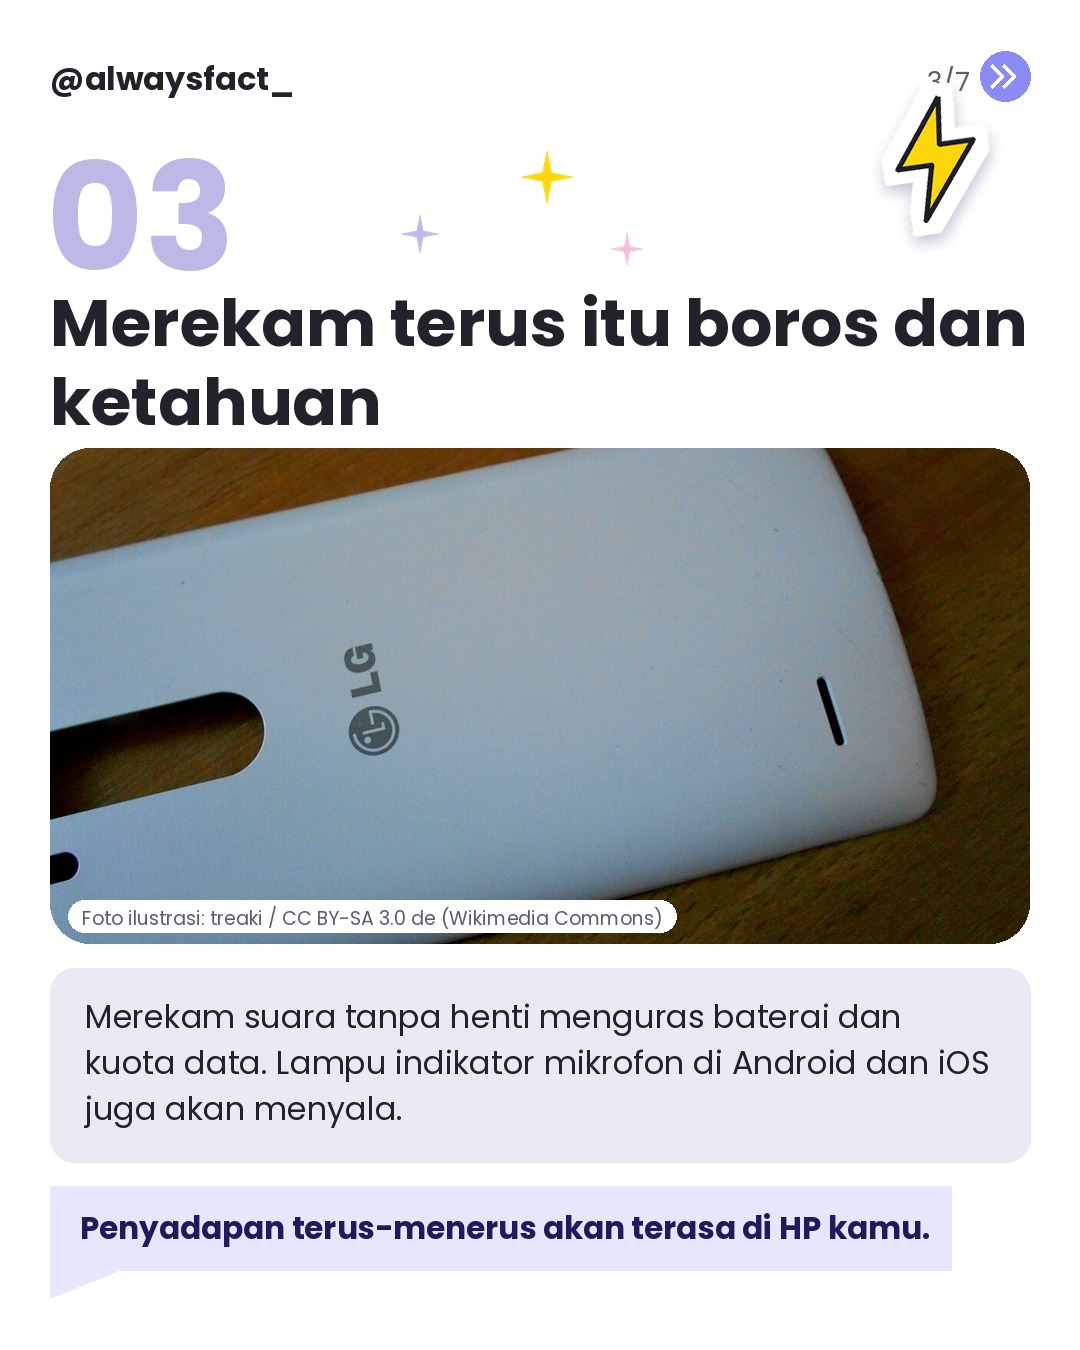 @alwaysfact_
3/7
03
Merekam terus itu boros dan
ketahuan
LG
Foto ilustrasi: treaki / CC BY-SA 3.0 de (Wikimedia Commons)
Merekam suara tanpa henti menguras baterai dan
kuota data. Lampu indikator mikrofon di Android dan iOS
juga akan menyala.
Penyadapan terus-menerus akan terasa di HP kamu.